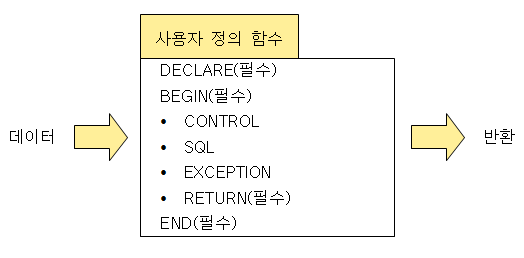 사용자 정의 함수
DECLARE(필수)
BEGIN(필수)
• CONTROL
• SQL
• EXCEPTION
• RETURN(필수)
END(필수)
데이터
반환